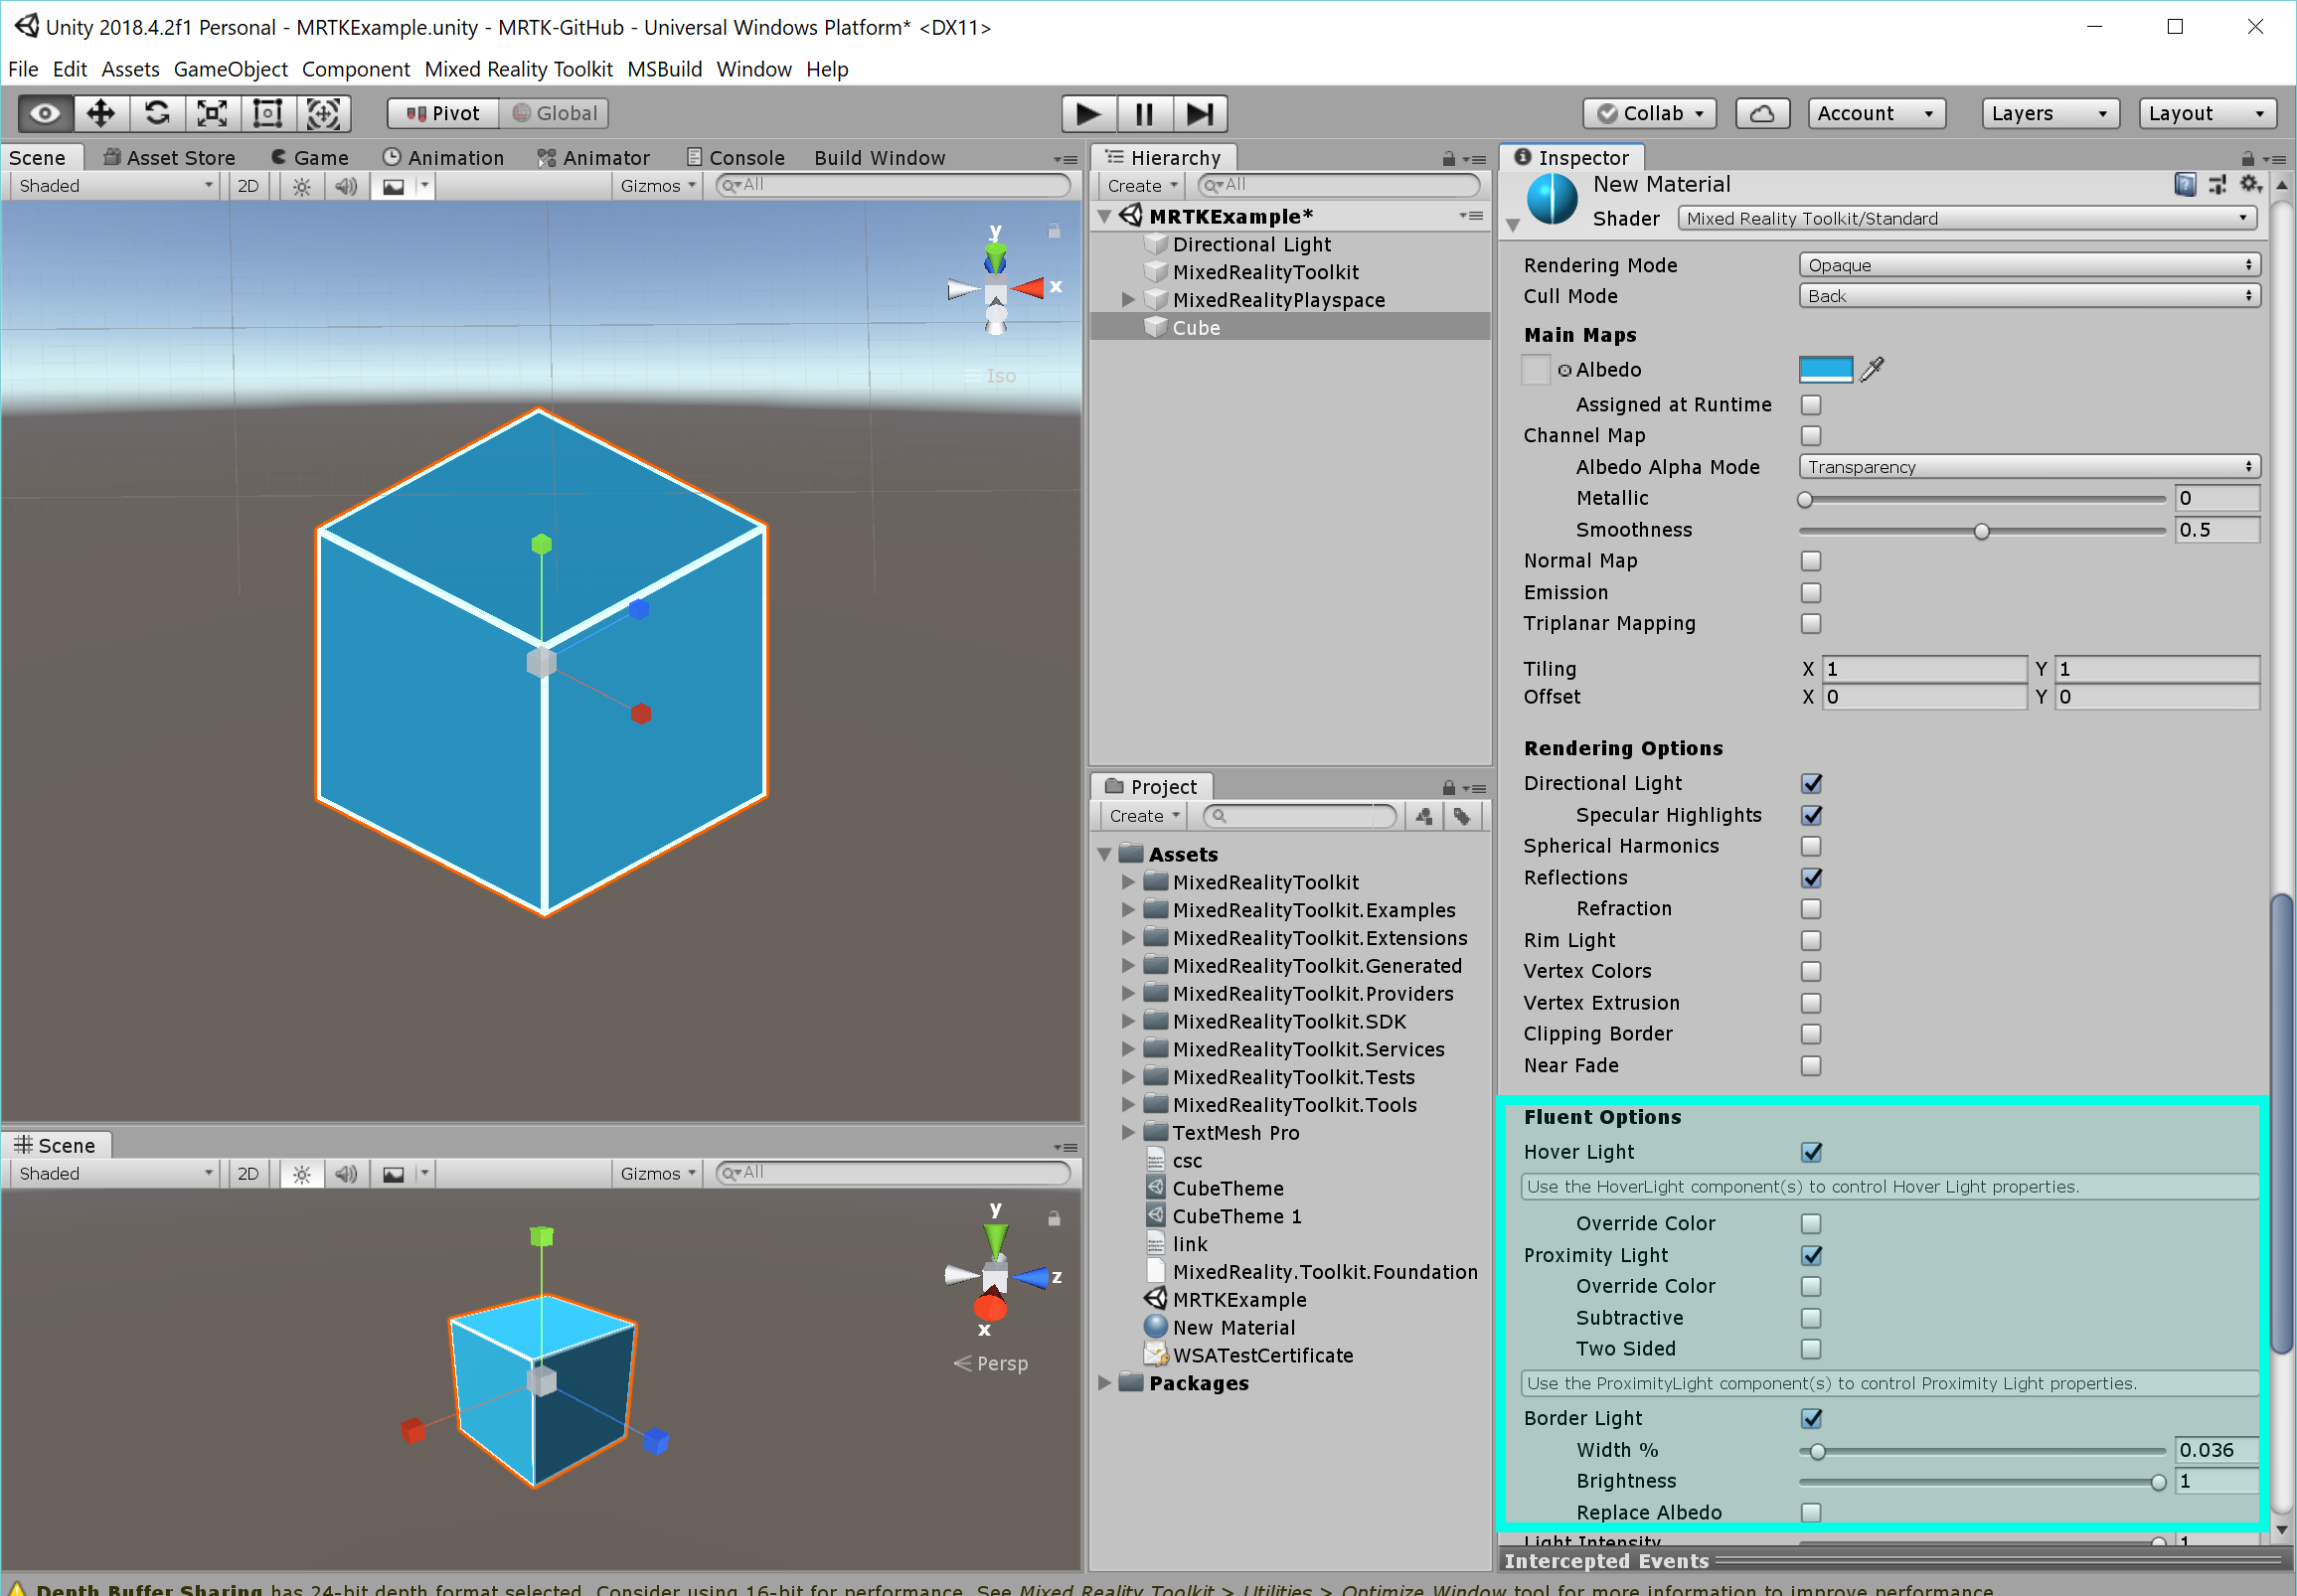 Unity 2018.4.2f1 Personal - MRTKExample.unity - MRTK-GitHub - Universal Windows Platform* <DX11>
File Edit Assets GameObject Component Mixed Reality Toolkit MSBuild Window Help
Pivot Global Collab Account Layers Layout
Scene Asset Store Game Animation Animator Console Build Window
Shaded 2D Gizmos All
y
x
Iso
Scene
Shaded 2D Gizmos All
y
z
x
Persp
Hierarchy
Create All
MRTKExample*
Directional Light
MixedRealityToolkit
MixedRealityPlayspace
Cube
Project
Create
Assets
MixedRealityToolkit
MixedRealityToolkit.Examples
MixedRealityToolkit.Extensions
MixedRealityToolkit.Generated
MixedRealityToolkit.Providers
MixedRealityToolkit.SDK
MixedRealityToolkit.Services
MixedRealityToolkit.Tests
MixedRealityToolkit.Tools
TextMesh Pro
csc
CubeTheme
CubeTheme 1
link
MixedReality.Toolkit.Foundation
MRTKExample
New Material
WSATestCertificate
Packages
Inspector
New Material
Shader Mixed Reality Toolkit/Standard
Rendering Mode Opaque
Cull Mode Back
Main Maps
Albedo
Assigned at Runtime
Channel Map
Albedo Alpha Mode Transparency
Metallic 0
Smoothness 0.5
Normal Map
Emission
Triplanar Mapping
Tiling X 1 Y 1
Offset X 0 Y 0
Rendering Options
Directional Light
Specular Highlights
Spherical Harmonics
Reflections
Refraction
Rim Light
Vertex Colors
Vertex Extrusion
Clipping Border
Near Fade
Fluent Options
Hover Light
Use the HoverLight component(s) to control Hover Light properties.
Override Color
Proximity Light
Override Color
Subtractive
Two Sided
Use the ProximityLight component(s) to control Proximity Light properties.
Border Light
Width % 0.036
Brightness 1
Replace Albedo
Light Intensity 1
Intercepted Events
Depth Buffer Sharing has 24-bit depth format selected. Consider using 16-bit for performance. See Mixed Reality Toolkit > Utilities > Optimize Window tool for more information to improve performance